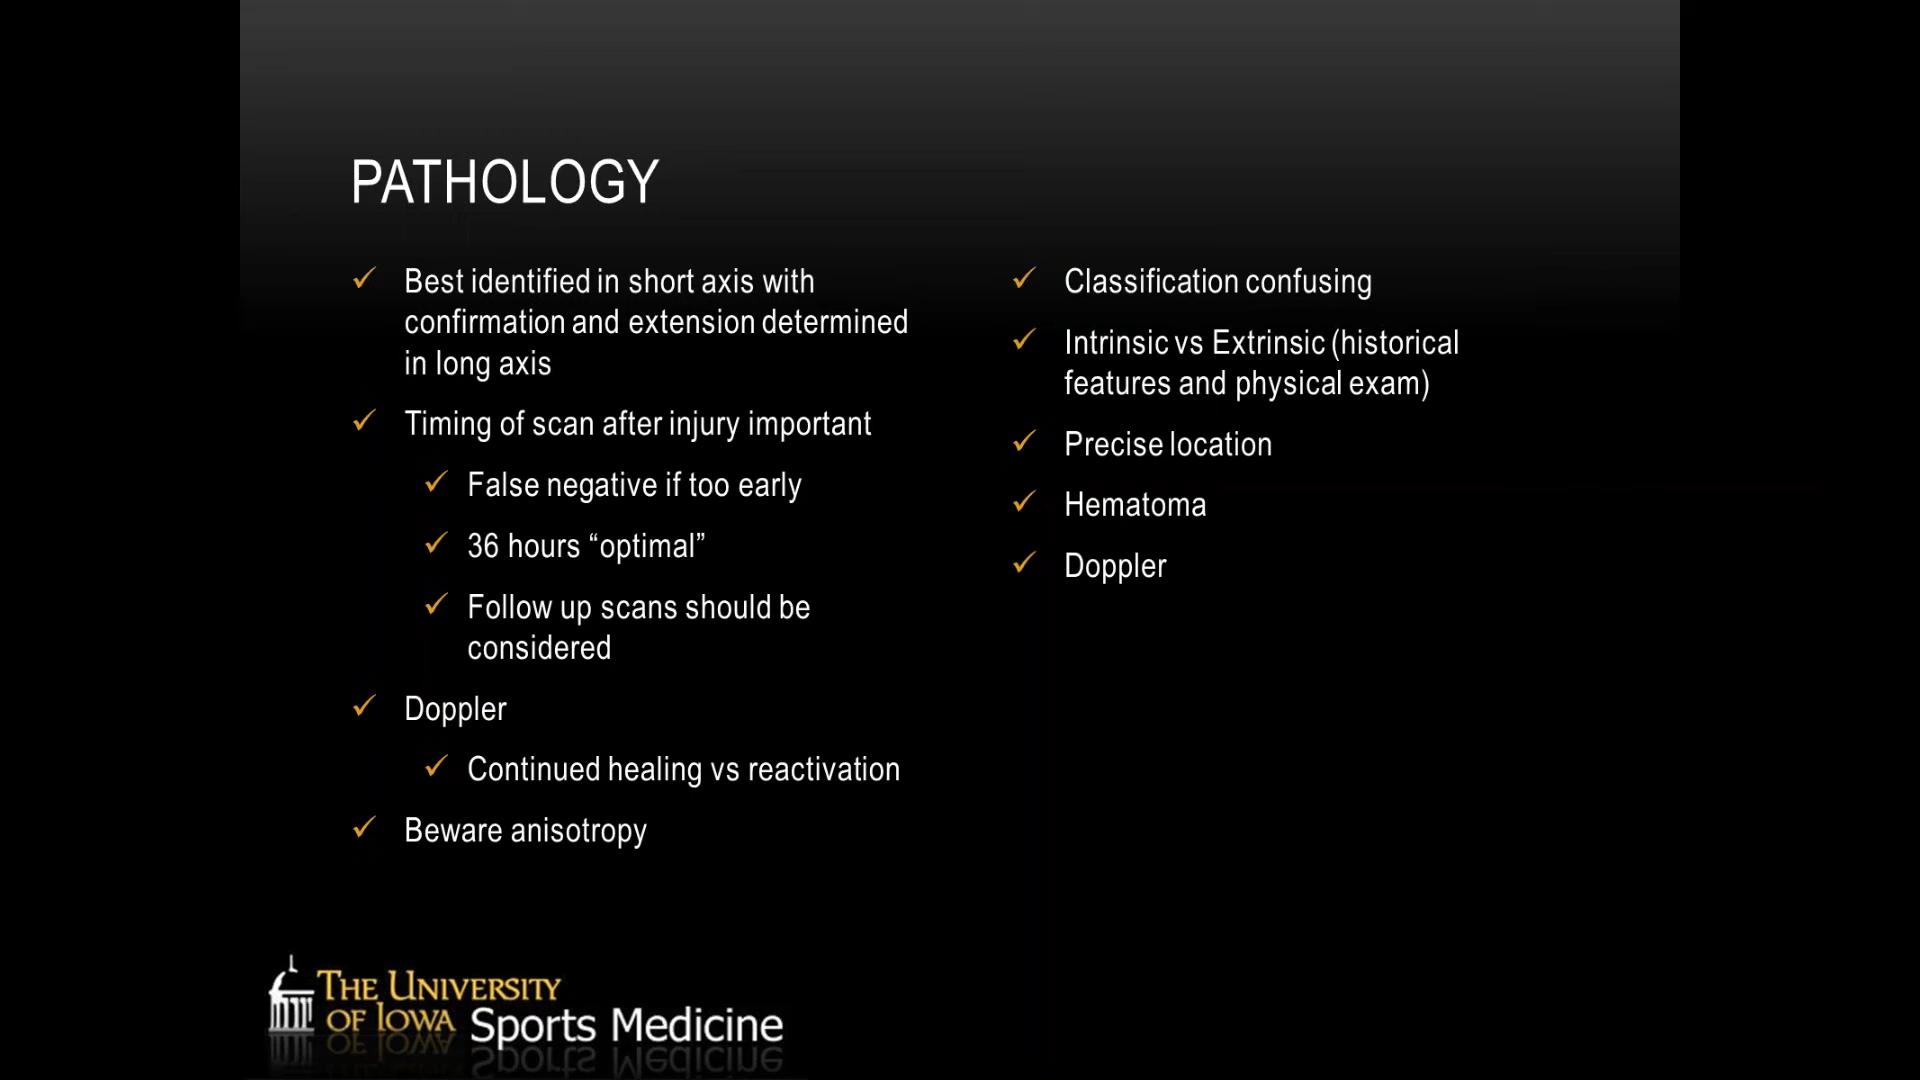 PATHOLOGY
Best identified in short axis with
confirmation and extension determined
in long axis
Timing of scan after injury important
False negative if too early
36 hours “optimal”
Follow up scans should be
considered
Doppler
Continued healing vs reactivation
Beware anisotropy
Classification confusing
Intrinsic vs Extrinsic (historical
features and physical exam)
Precise location
Hematoma
Doppler
THE UNIVERSITY
OF IOWA Sports Medicine